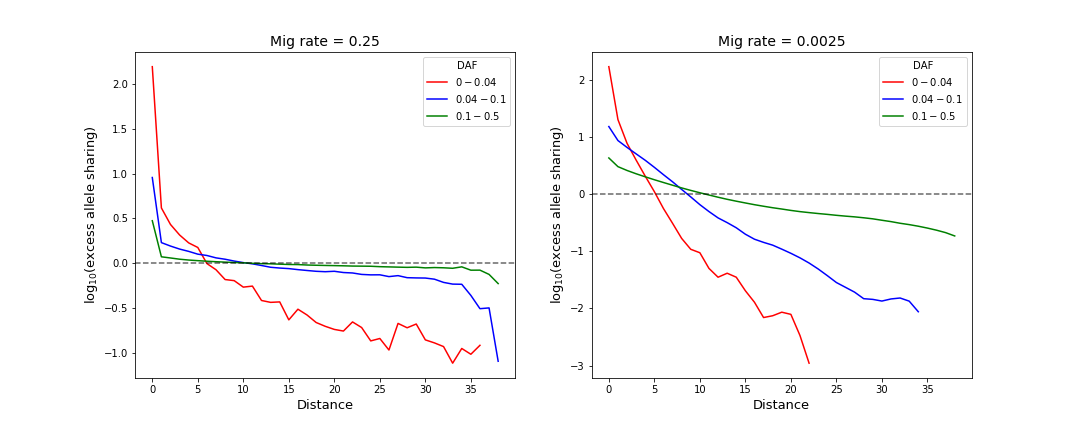 Mig rate = 0.25
log₁₀(excess allele sharing)
2.0
1.5
1.0
0.5
0.0
−0.5
−1.0
DAF
0 − 0.04
0.04 − 0.1
0.1 − 0.5
0 5 10 15 20 25 30 35
Distance
Mig rate = 0.0025
log₁₀(excess allele sharing)
2
1
0
−1
−2
−3
DAF
0 − 0.04
0.04 − 0.1
0.1 − 0.5
0 5 10 15 20 25 30 35
Distance